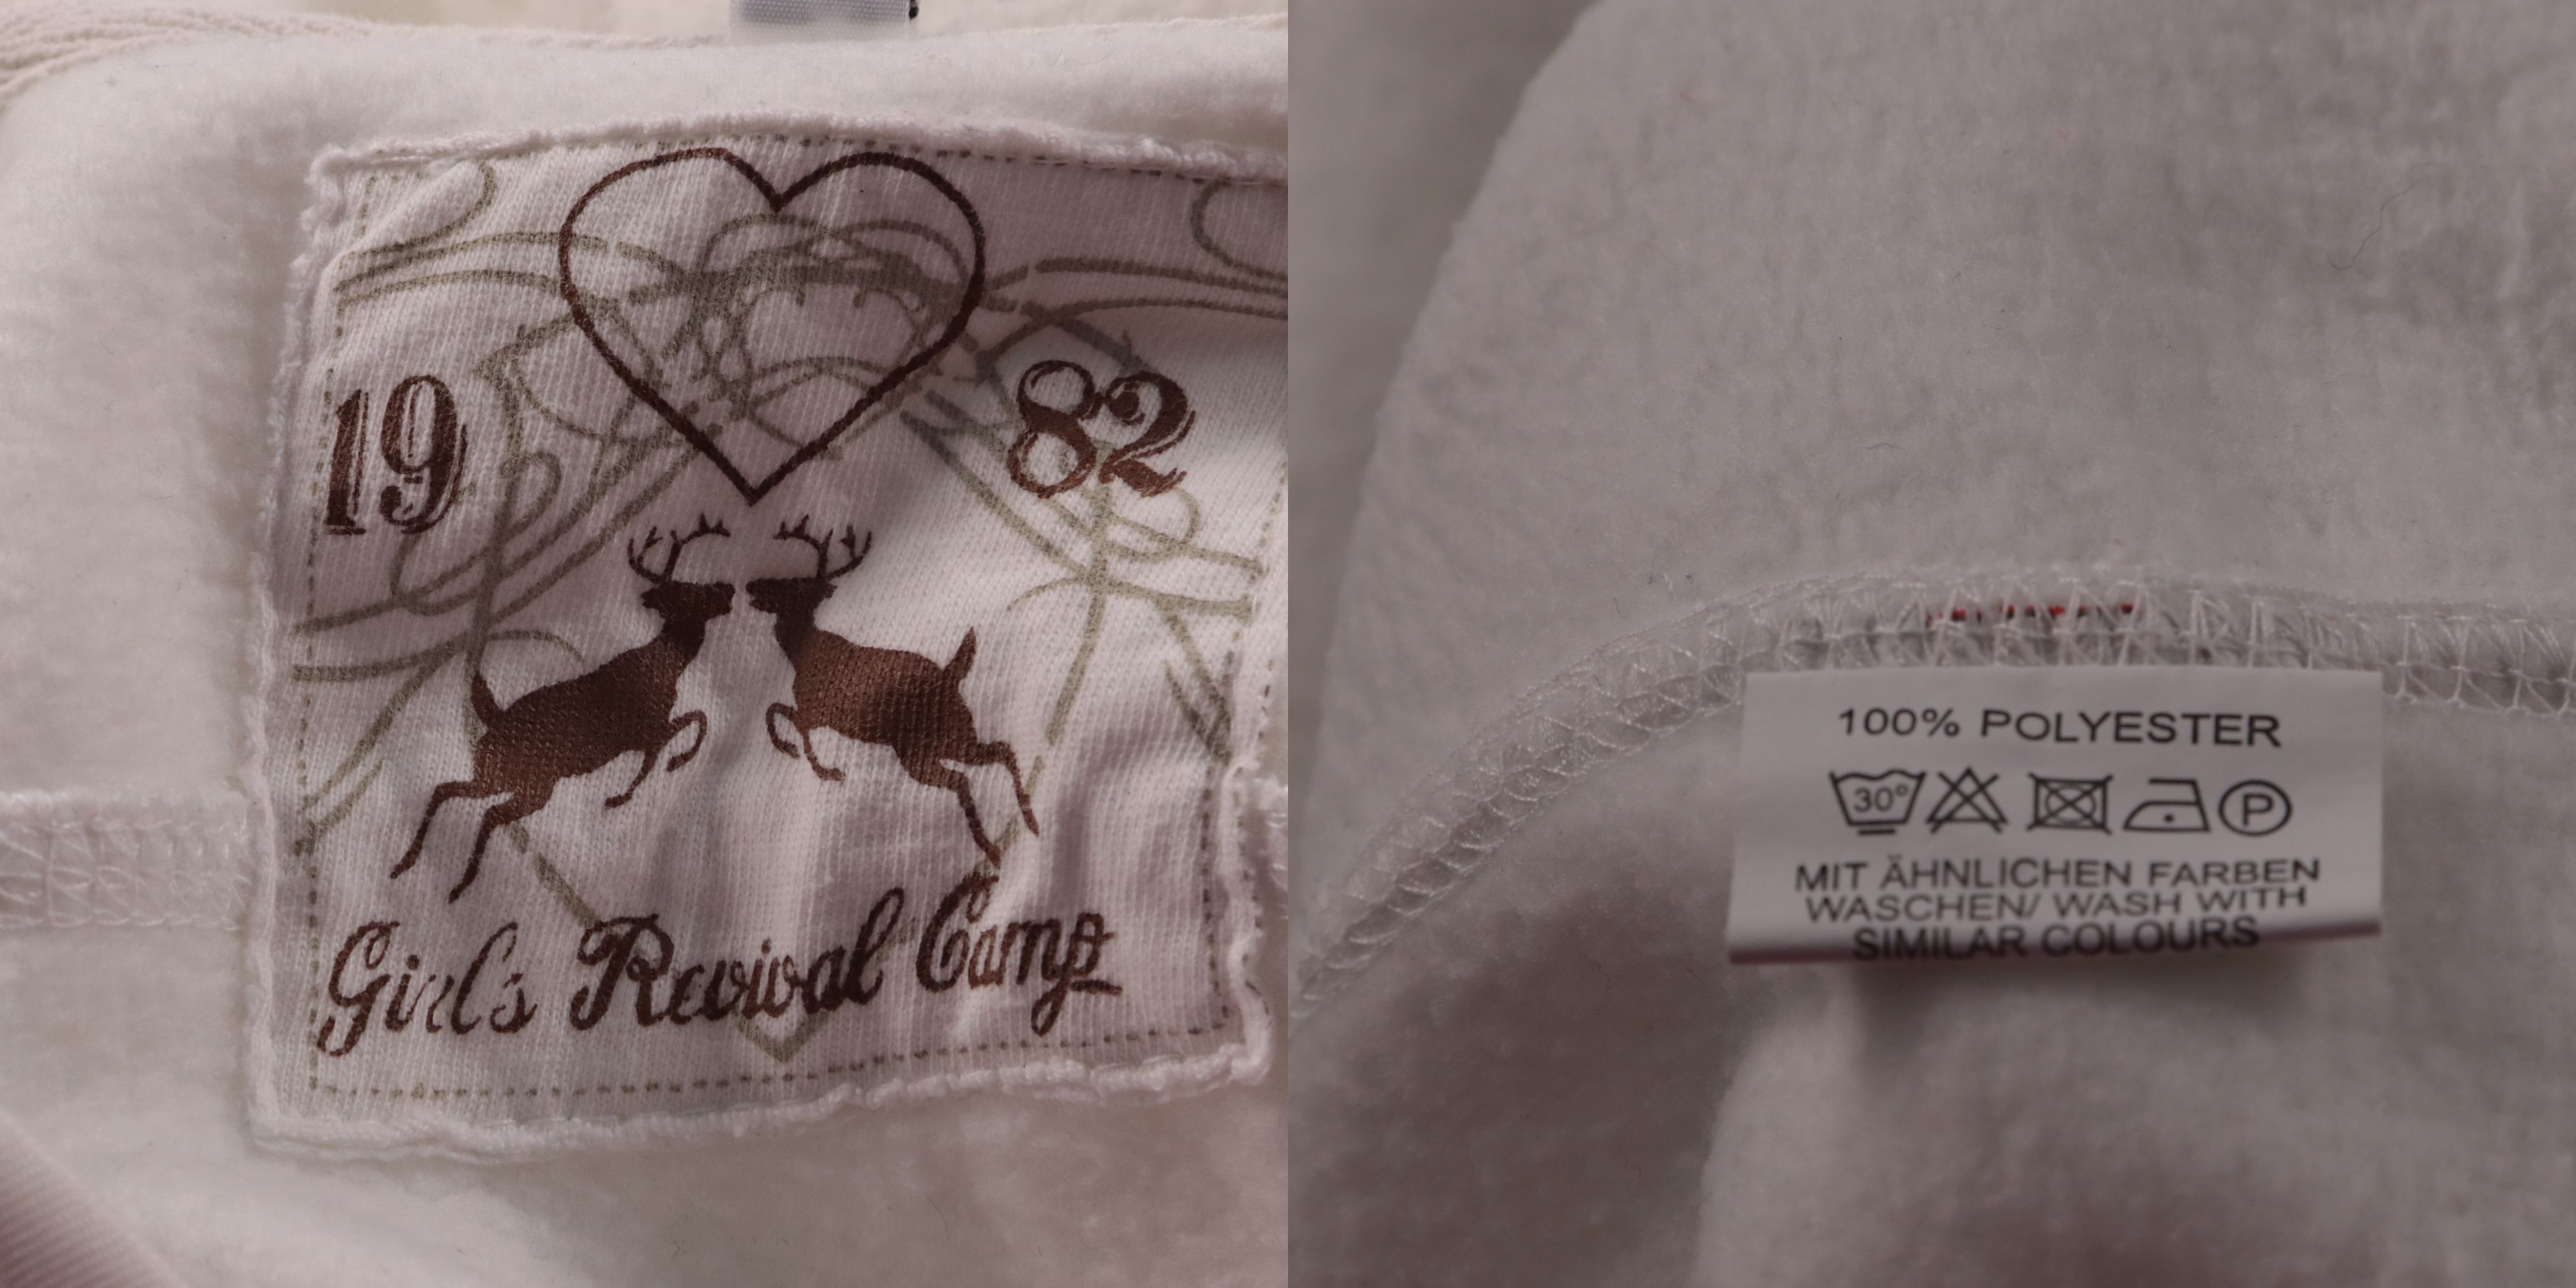 19 82
Girl's Revival Camp
100% POLYESTER
30°
P
MIT ÄHNLICHEN FARBEN
WASCHEN/ WASH WITH
SIMILAR COLOURS